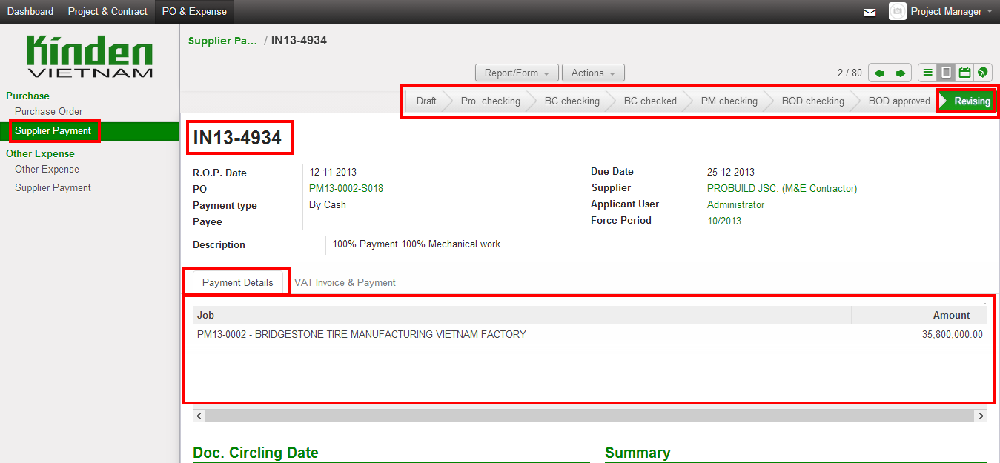 Dashboard Project & Contract PO & Expense Project Manager
Kinden
VIETNAM
Purchase
Purchase Order
Supplier Payment
Other Expense
Other Expense
Supplier Payment
Supplier Pa... / IN13-4934
Report/Form Actions 2 / 80
Draft Pro. checking BC checking BC checked PM checking BOD checking BOD approved Revising
IN13-4934
R.O.P. Date 12-11-2013 Due Date 25-12-2013
PO PM13-0002-S018 Supplier PROBUILD JSC. (M&E Contractor)
Payment type By Cash Applicant User Administrator
Payee Force Period 10/2013
Description 100% Payment 100% Mechanical work
Payment Details VAT Invoice & Payment
Job Amount
PM13-0002 - BRIDGESTONE TIRE MANUFACTURING VIETNAM FACTORY 35,800,000.00
Doc. Circling Date Summary